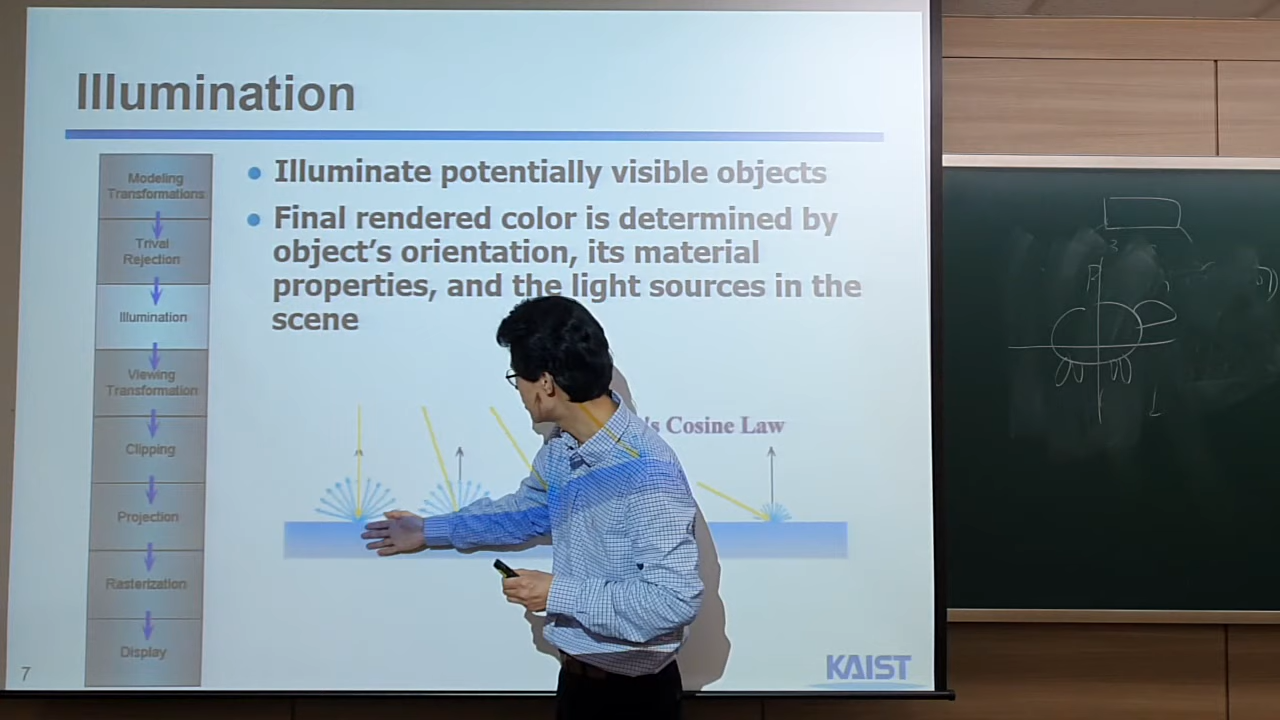 Illumination
Modeling
Transformations
Trival
Rejection
Illumination
Viewing
Transformation
Clipping
Projection
Rasterization
Display
Illuminate potentially visible objects
Final rendered color is determined by
object's orientation, its material
properties, and the light sources in the
scene
's Cosine Law
7
KAIST